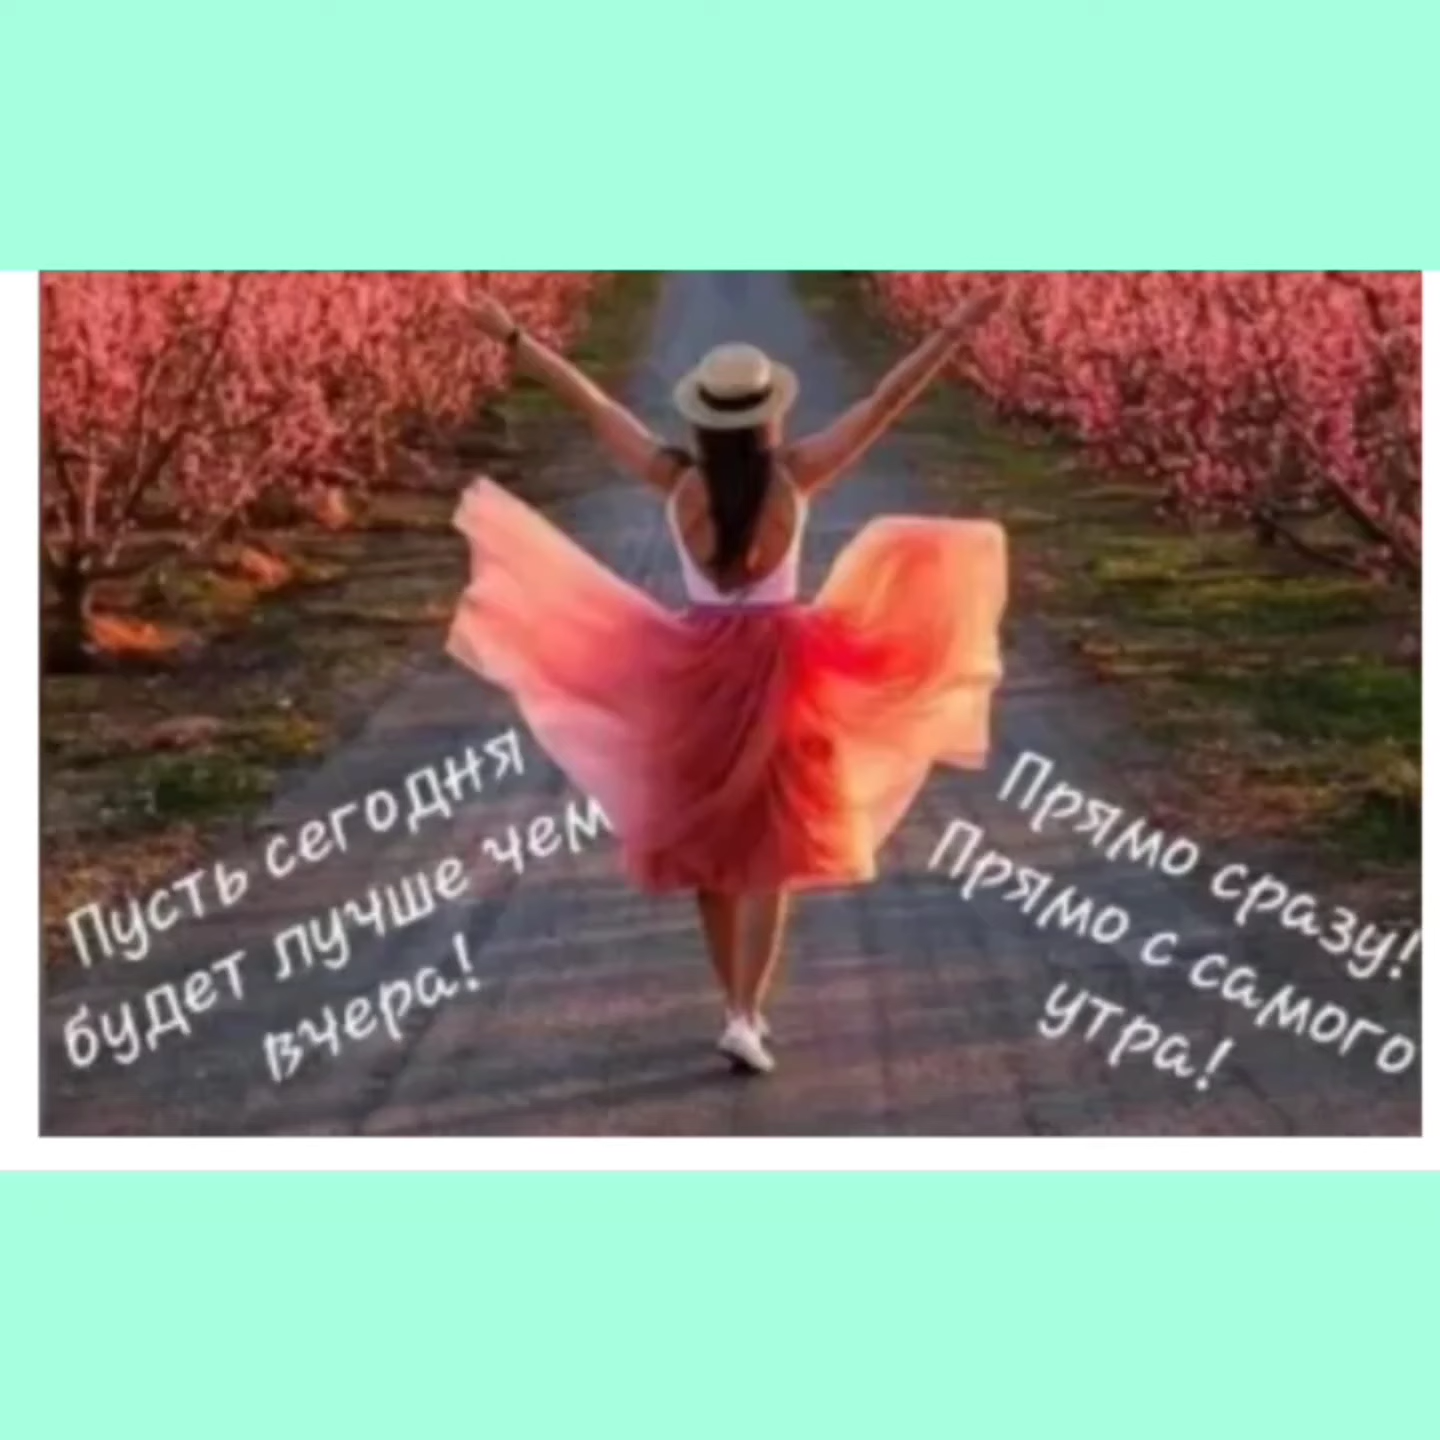 Пусть сегодня
будет лучше чем
вчера!
Прямо сразу!
Прямо с самого
утра!